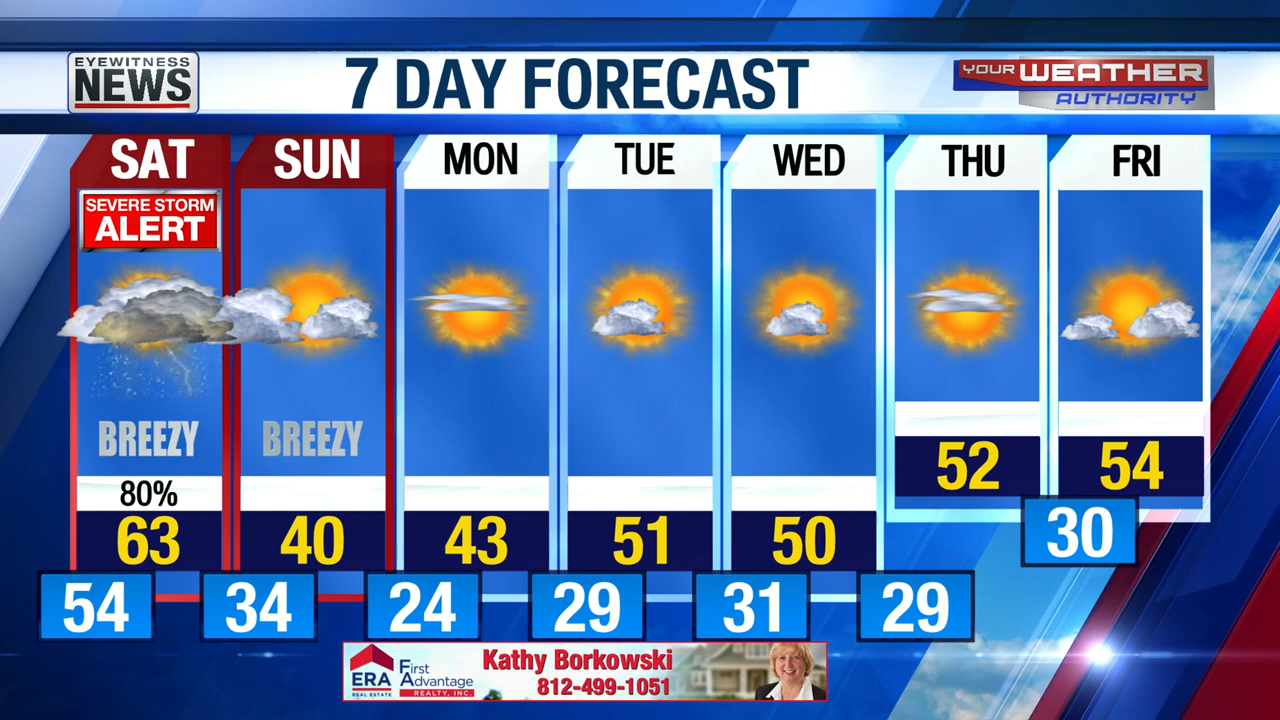 EYEWITNESS
NEWS
7 DAY FORECAST
YOUR WEATHER
AUTHORITY
SAT
SUN
MON
TUE
WED
THU
FRI
SEVERE STORM
ALERT
BREEZY
BREEZY
80%
63
40
43
51
50
52
54
54
34
24
29
31
29
30
ERA
REAL ESTATE
First
Advantage
REALTY, INC.
Kathy Borkowski
812-499-1051